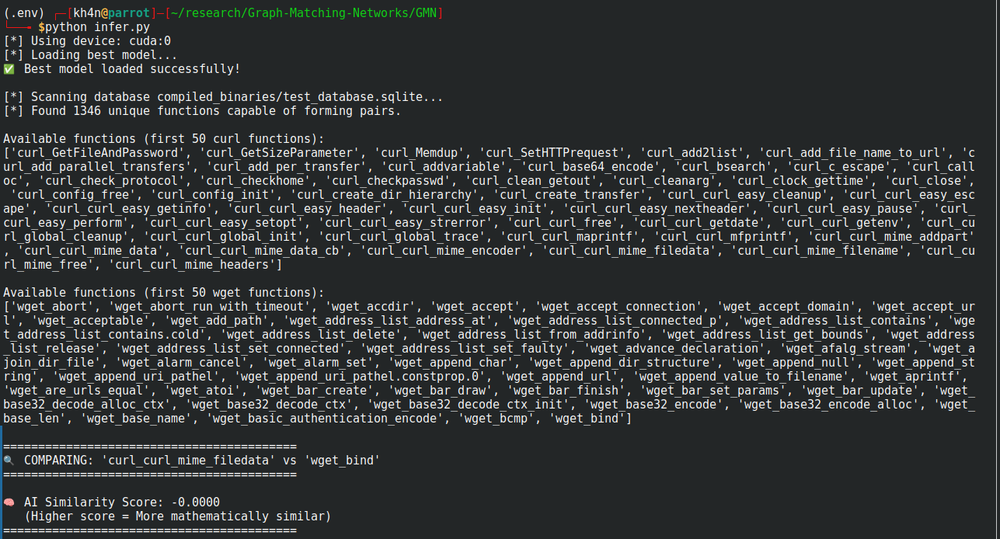 (.env) ┌─[kh4n@parrot]─[~/research/Graph-Matching-Networks/GMN]
└──╼ $python infer.py
[*] Using device: cuda:0
[*] Loading best model...
✅ Best model loaded successfully!
[*] Scanning database compiled_binaries/test_database.sqlite...
[*] Found 1346 unique functions capable of forming pairs.
Available functions (first 50 curl functions):
['curl_GetFileAndPassword', 'curl_GetSizeParameter', 'curl_Memdup', 'curl_SetHTTPrequest', 'curl_add2list', 'curl_add_file_name_to_url', 'c
url_add_parallel_transfers', 'curl_add_per_transfer', 'curl_addvariable', 'curl_base64_encode', 'curl_bsearch', 'curl_c_escape', 'curl_call
oc', 'curl_check_protocol', 'curl_checkhome', 'curl_checkpasswd', 'curl_clean_getout', 'curl_cleanarg', 'curl_clock_gettime', 'curl_close',
'curl_config_free', 'curl_config_init', 'curl_create_dir_hierarchy', 'curl_create_transfer', 'curl_curl_easy_cleanup', 'curl_curl_easy_esc
ape', 'curl_curl_easy_getinfo', 'curl_curl_easy_header', 'curl_curl_easy_init', 'curl_curl_easy_nextheader', 'curl_curl_easy_pause', 'curl_
curl_easy_perform', 'curl_curl_easy_setopt', 'curl_curl_easy_strerror', 'curl_curl_free', 'curl_curl_getdate', 'curl_curl_getenv', 'curl_cu
rl_global_cleanup', 'curl_curl_global_init', 'curl_curl_global_trace', 'curl_curl_maprintf', 'curl_curl_mfprintf', 'curl_curl_mime_addpart'
, 'curl_curl_mime_data', 'curl_curl_mime_data_cb', 'curl_curl_mime_encoder', 'curl_curl_mime_filedata', 'curl_curl_mime_filename', 'curl_cu
rl_mime_free', 'curl_curl_mime_headers']
Available functions (first 50 wget functions):
['wget_abort', 'wget_abort_run_with_timeout', 'wget_accdir', 'wget_accept', 'wget_accept_connection', 'wget_accept_domain', 'wget_accept_ur
l', 'wget_acceptable', 'wget_add_path', 'wget_address_list_address_at', 'wget_address_list_connected_p', 'wget_address_list_contains', 'wge
t_address_list_contains.cold', 'wget_address_list_delete', 'wget_address_list_from_addrinfo', 'wget_address_list_get_bounds', 'wget_address
_list_release', 'wget_address_list_set_connected', 'wget_address_list_set_faulty', 'wget_advance_declaration', 'wget_afalg_stream', 'wget_a
join_dir_file', 'wget_alarm_cancel', 'wget_alarm_set', 'wget_append_char', 'wget_append_dir_structure', 'wget_append_null', 'wget_append_st
ring', 'wget_append_uri_pathel', 'wget_append_uri_pathel.constprop.0', 'wget_append_url', 'wget_append_value_to_filename', 'wget_aprintf',
'wget_are_urls_equal', 'wget_atoi', 'wget_bar_create', 'wget_bar_draw', 'wget_bar_finish', 'wget_bar_set_params', 'wget_bar_update', 'wget_
base32_decode_alloc_ctx', 'wget_base32_decode_ctx', 'wget_base32_decode_ctx_init', 'wget_base32_encode', 'wget_base32_encode_alloc', 'wget_
base_len', 'wget_base_name', 'wget_basic_authentication_encode', 'wget_bcmp', 'wget_bind']
==========================================
🔍 COMPARING: 'curl_curl_mime_filedata' vs 'wget_bind'
==========================================
🧠 AI Similarity Score: -0.0000
(Higher score = More mathematically similar)
==========================================